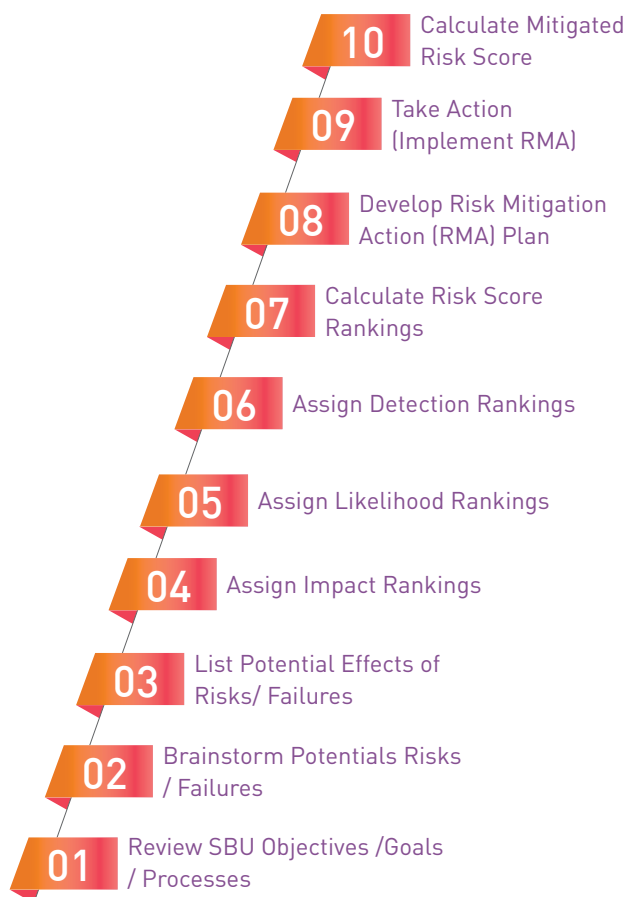 10
Calculate Mitigated
Risk Score
09
Take Action
(Implement RMA)
08
Develop Risk Mitigation
Action (RMA) Plan
07
Calculate Risk Score
Rankings
06
Assign Detection Rankings
05
Assign Likelihood Rankings
04
Assign Impact Rankings
03
List Potential Effects of
Risks/ Failures
02
Brainstorm Potentials Risks
/ Failures
01
Review SBU Objectives /Goals
/ Processes